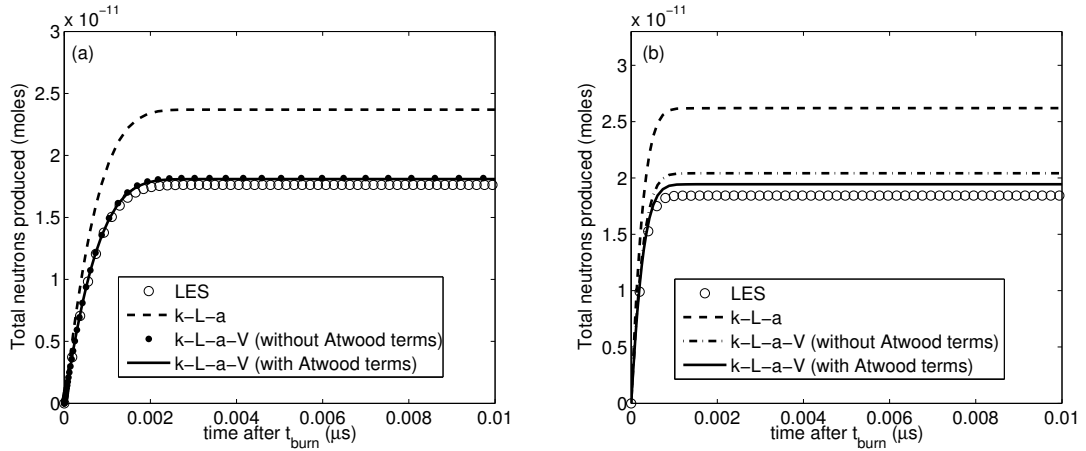 x 10⁻¹¹
(a)
3
2.5
2
1.5
1
0.5
0
Total neutrons produced (moles)
LES
k−L−a
k−L−a−V (without Atwood terms)
k−L−a−V (with Atwood terms)
0 0.002 0.004 0.006 0.008 0.01
time after t_burn (μs)
x 10⁻¹¹
(b)
3
2.5
2
1.5
1
0.5
0
Total neutrons produced (moles)
LES
k−L−a
k−L−a−V (without Atwood terms)
k−L−a−V (with Atwood terms)
0 0.002 0.004 0.006 0.008 0.01
time after t_burn (μs)